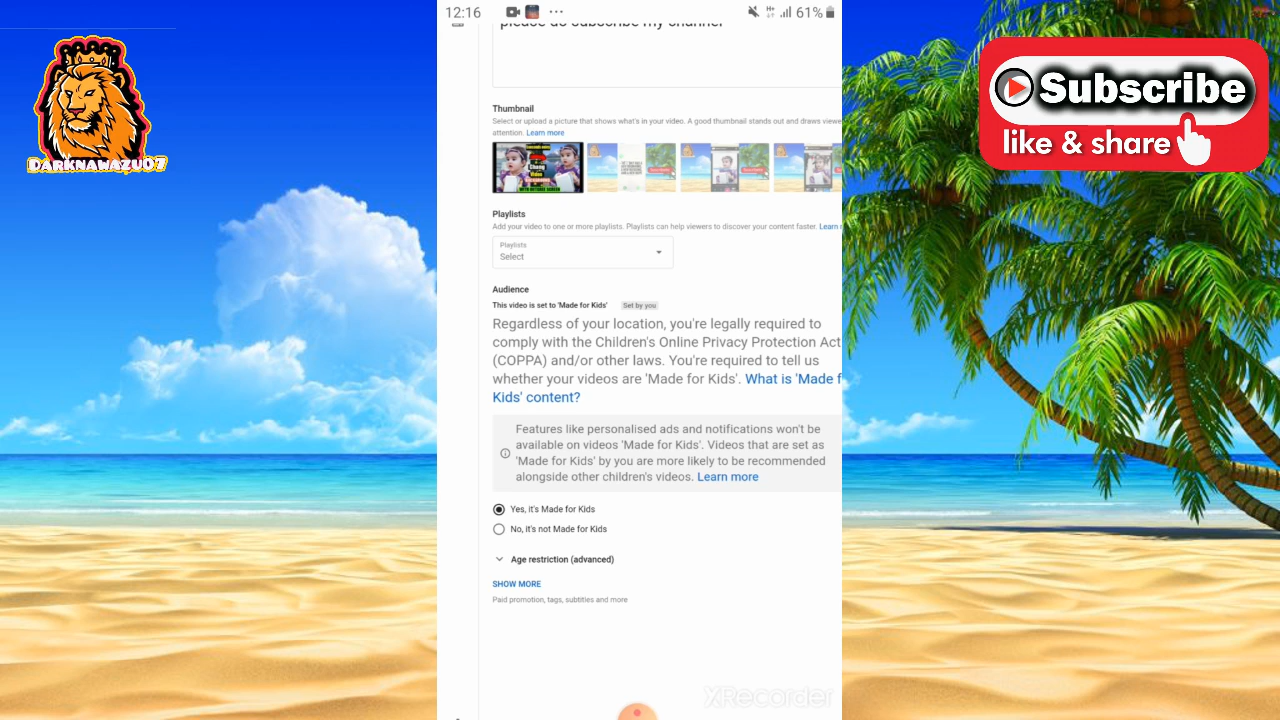 12:16
61%
please do subscribe my channel
Thumbnail
Select or upload a picture that shows what's in your video. A good thumbnail stands out and draws viewe
attention. Learn more
Playlists
Add your video to one or more playlists. Playlists can help viewers to discover your content faster. Learn
Playlists
Select
Audience
This video is set to 'Made for Kids' Set by you
Regardless of your location, you're legally required to
comply with the Children's Online Privacy Protection Act
(COPPA) and/or other laws. You're required to tell us
whether your videos are 'Made for Kids'. What is 'Made f
Kids' content?
Features like personalised ads and notifications won't be
available on videos 'Made for Kids'. Videos that are set as
'Made for Kids' by you are more likely to be recommended
alongside other children's videos. Learn more
Yes, it's Made for Kids
No, it's not Made for Kids
Age restriction (advanced)
SHOW MORE
Paid promotion, tags, subtitles and more
XRecorder
DARKNAWAZU07
Subscribe
like & share